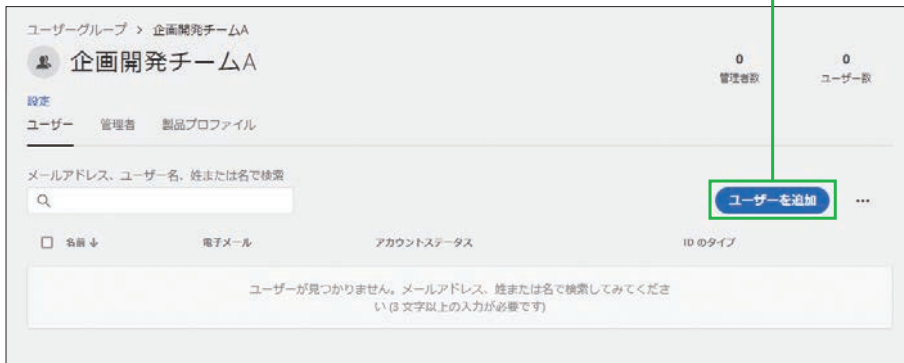 ユーザーグループ > 企画開発チームA
企画開発チームA
0
管理者数
0
ユーザー数
設定
ユーザー 管理者 製品プロファイル
メールアドレス、ユーザー名、姓または名で検索
ユーザーを追加 …
名前 ↓ 電子メール アカウントステータス ID のタイプ
ユーザーが見つかりません。メールアドレス、姓または名で検索してみてくださ
い (3 文字以上の入力が必要です)